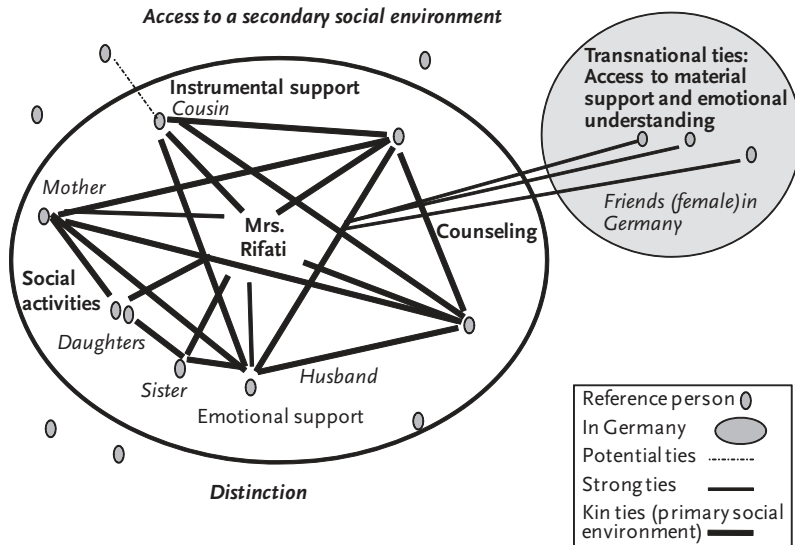 Access to a secondary social environment
Instrumental support
Cousin
Transnational ties:
Access to material
support and emotional
understanding
Mother
Mrs.
Rifati
Counseling
Friends (female) in
Germany
Social
activities
Daughters
Sister
Husband
Emotional support
Distinction
Reference person
In Germany
Potential ties
Strong ties
Kin ties (primary social
environment)